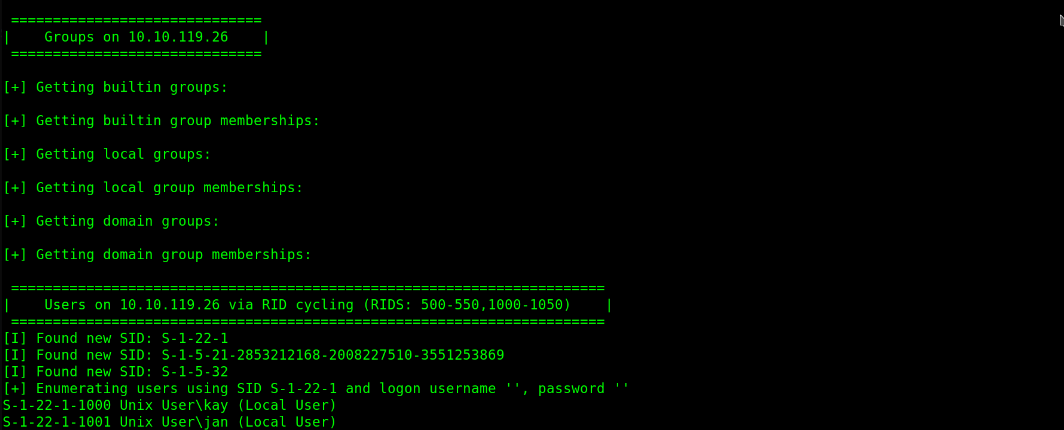 ==============================
|    Groups on 10.10.119.26    |
==============================
[+] Getting builtin groups:
[+] Getting builtin group memberships:
[+] Getting local groups:
[+] Getting local group memberships:
[+] Getting domain groups:
[+] Getting domain group memberships:
=======================================================================
|    Users on 10.10.119.26 via RID cycling (RIDS: 500-550,1000-1050)    |
=======================================================================
[I] Found new SID: S-1-22-1
[I] Found new SID: S-1-5-21-2853212168-2008227510-3551253869
[I] Found new SID: S-1-5-32
[+] Enumerating users using SID S-1-22-1 and logon username '', password ''
S-1-22-1-1000 Unix User\kay (Local User)
S-1-22-1-1001 Unix User\jan (Local User)